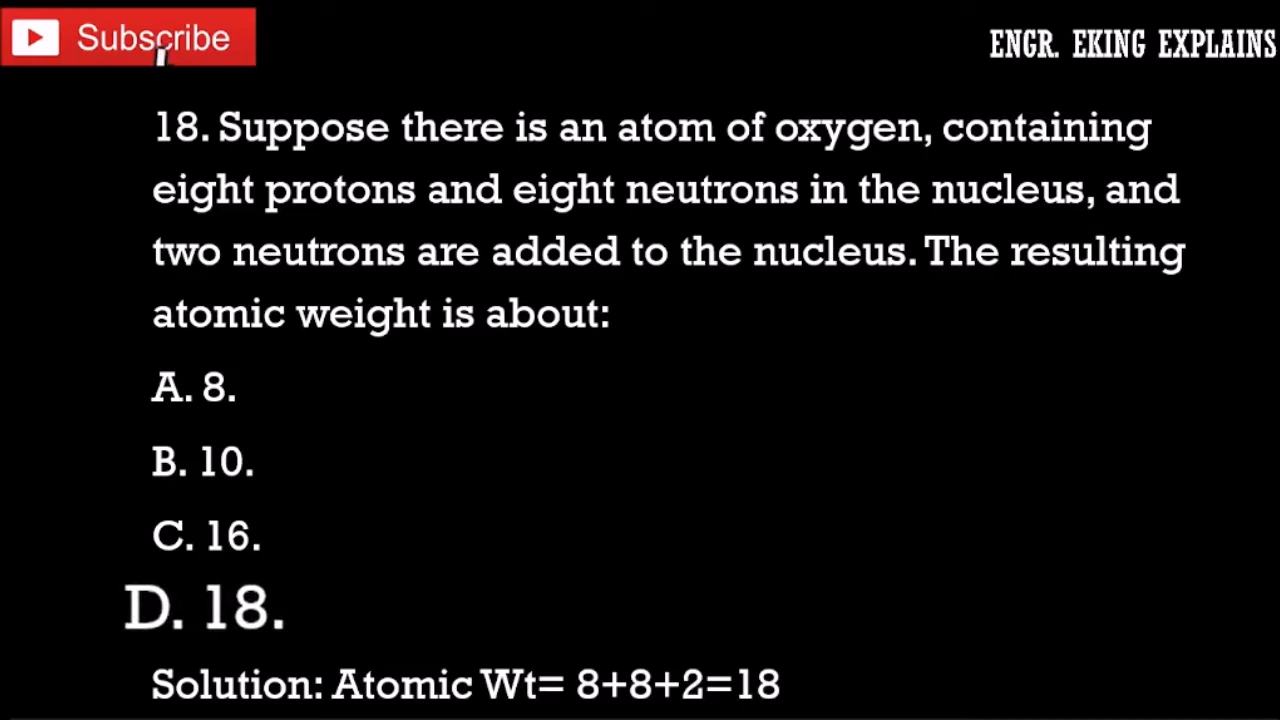 Subscribe
ENGR. EKING EXPLAINS
18. Suppose there is an atom of oxygen, containing
eight protons and eight neutrons in the nucleus, and
two neutrons are added to the nucleus. The resulting
atomic weight is about:
A. 8.
B. 10.
C. 16.
D. 18.
Solution: Atomic Wt= 8+8+2=18